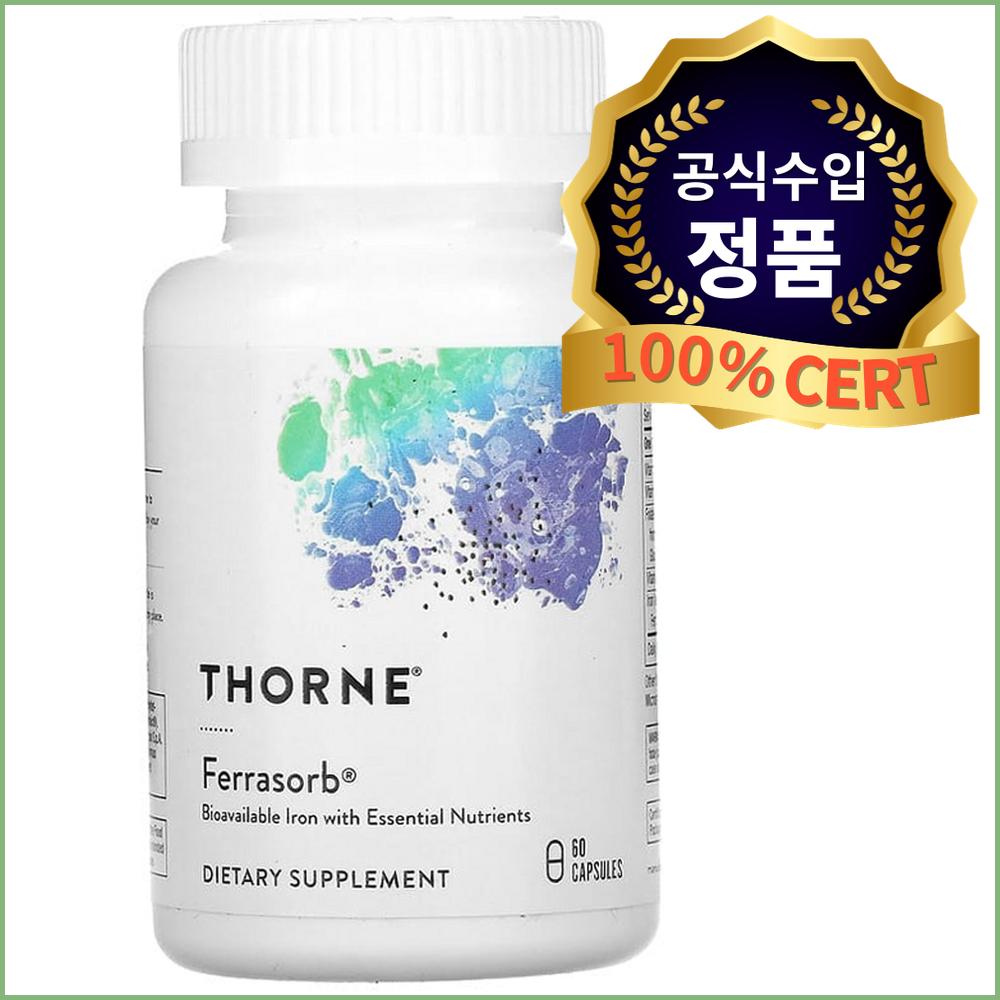 공식수입
정품
100% CERT
THORNE®
Ferrasorb®
Bioavailable Iron with Essential Nutrients
DIETARY SUPPLEMENT
60
CAPSULES